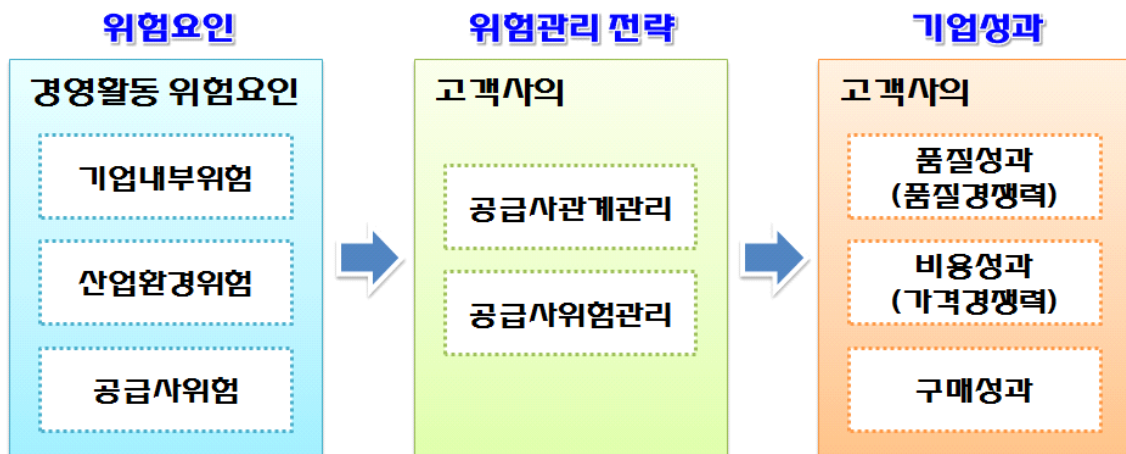 위험요인
경영활동 위험요인
기업내부위험
산업환경위험
공급사위험
위험관리 전략
고객사의
공급사관계관리
공급사위험관리
기업성과
고객사의
품질성과
(품질경쟁력)
비용성과
(가격경쟁력)
구매성과